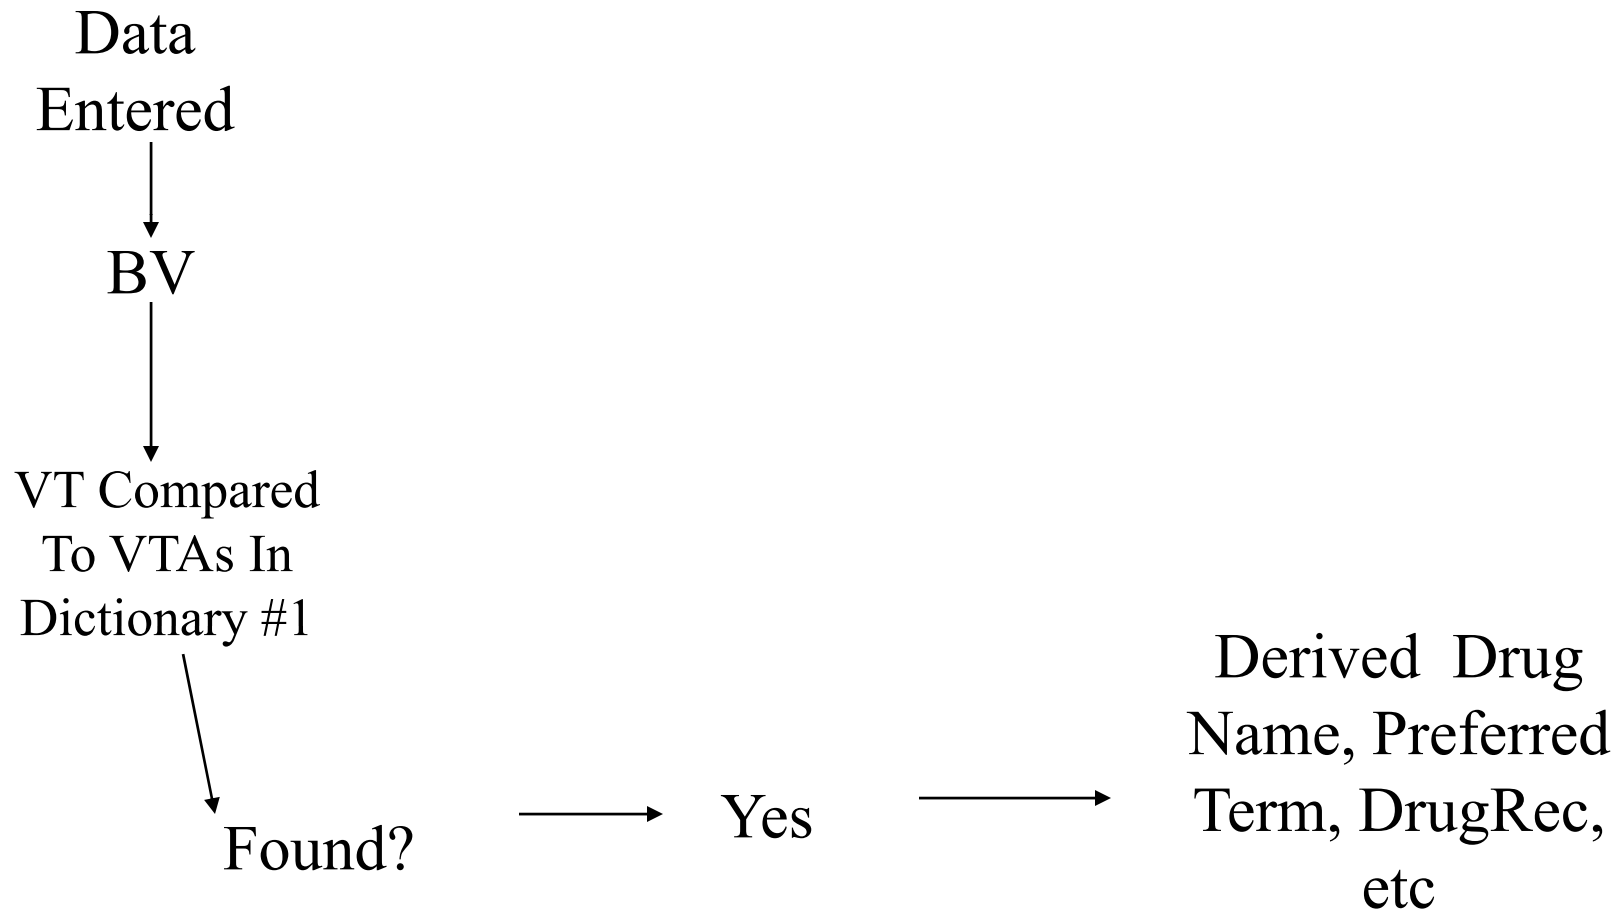 Data
Entered
BV
VT Compared
To VTAs In
Dictionary #1
Found?
Yes
Derived Drug
Name, Preferred
Term, DrugRec,
etc